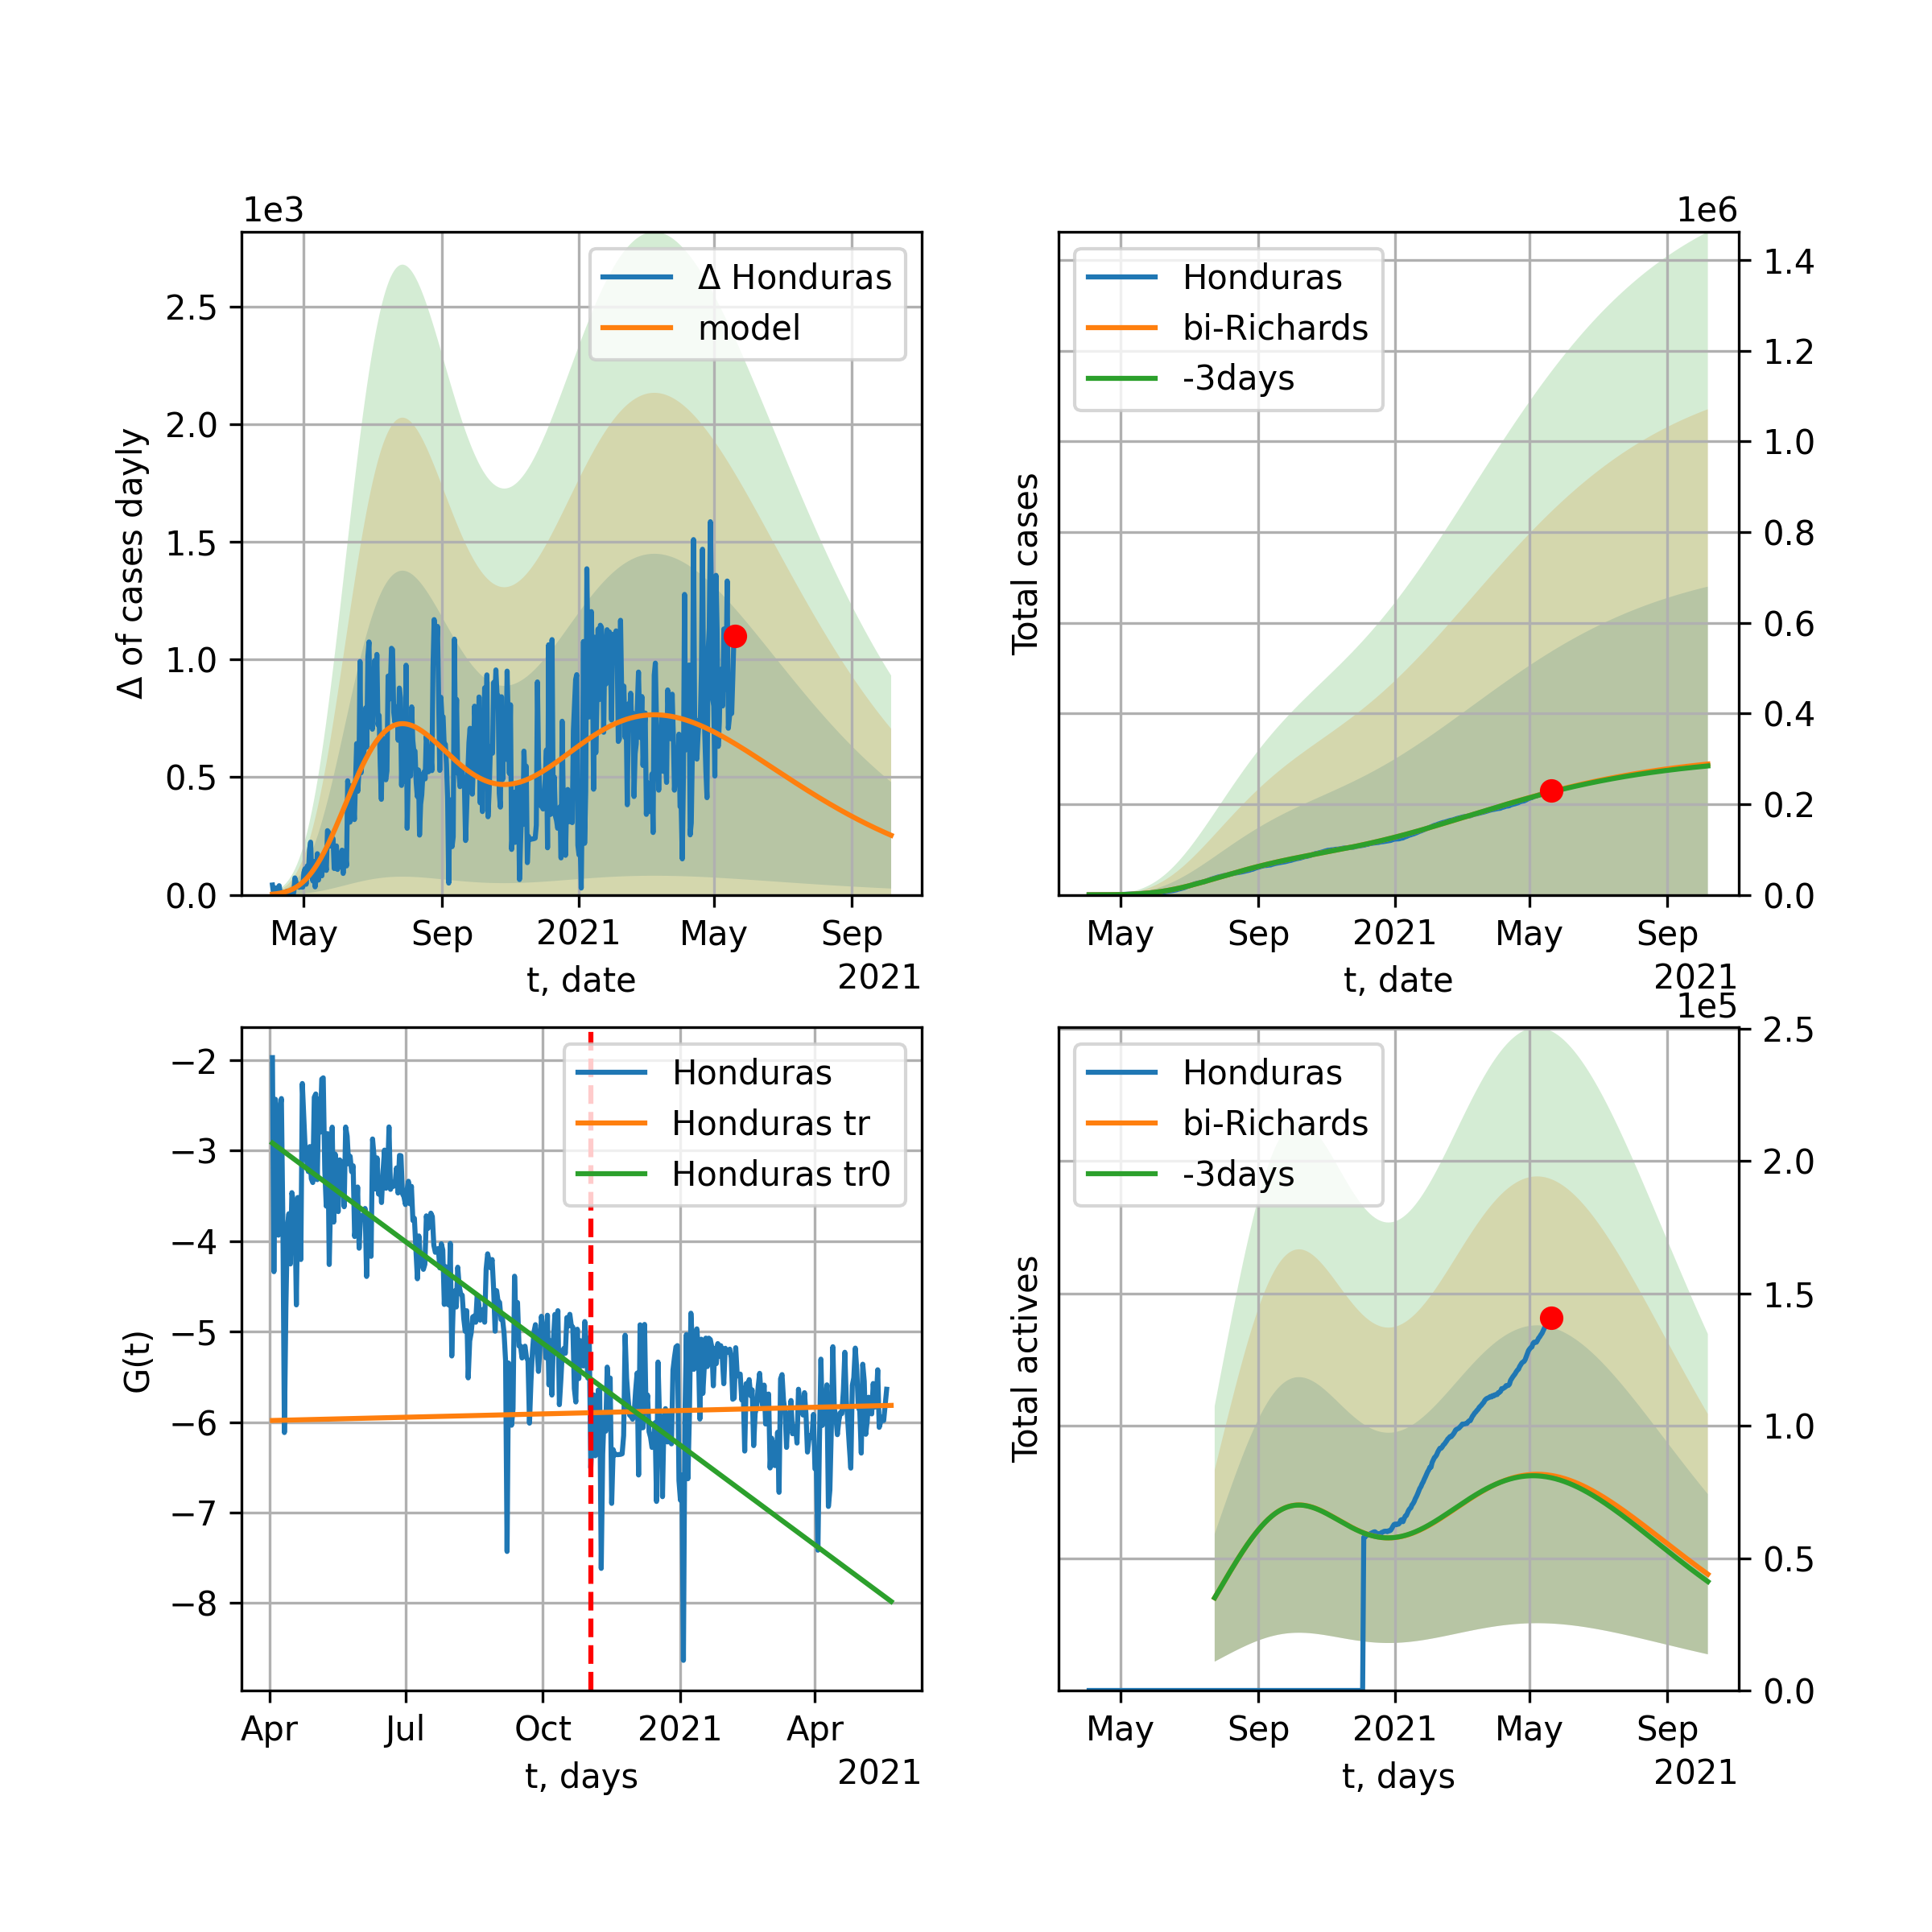 1e3
Δ of cases dayly
2.5
2.0
1.5
1.0
0.5
0.0
Δ Honduras
model
May Sep 2021 May Sep
t, date
2021
1e6
Total cases
Honduras
bi-Richards
-3days
1.4
1.2
1.0
0.8
0.6
0.4
0.2
0.0
May Sep 2021 May Sep
t, date
2021
G(t)
−2
−3
−4
−5
−6
−7
−8
Honduras
Honduras tr
Honduras tr0
Apr Jul Oct 2021 Apr
t, days
2021
1e5
Total actives
Honduras
bi-Richards
-3days
2.5
2.0
1.5
1.0
0.5
0.0
May Sep 2021 May Sep
t, days
2021